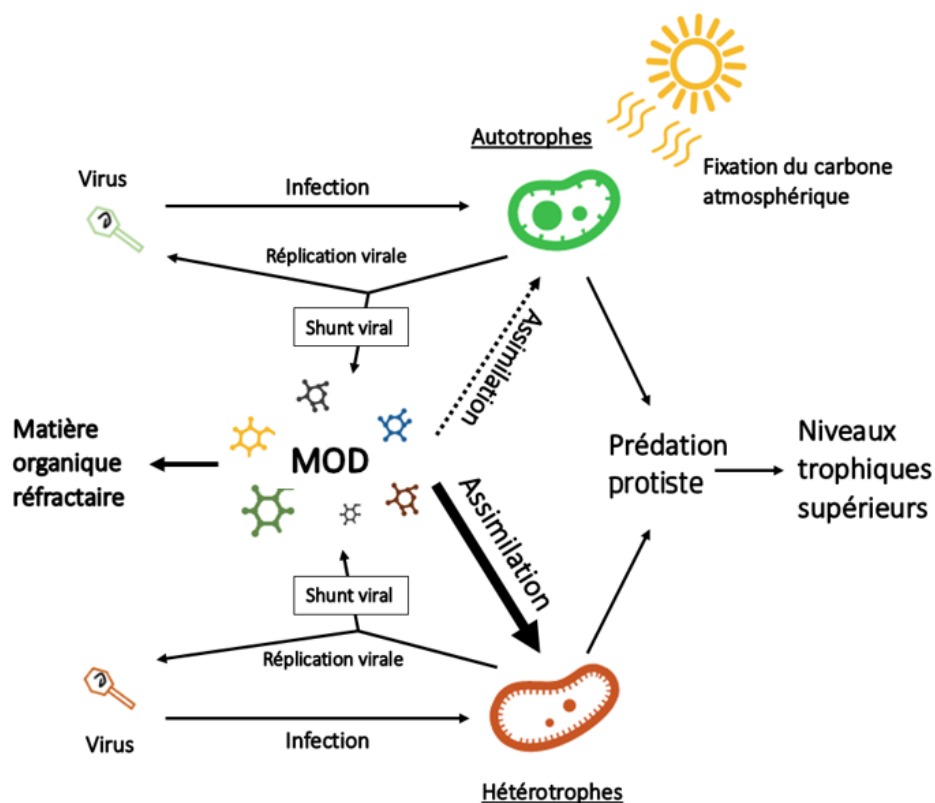 Autotrophes
Fixation du carbone
atmosphérique
Virus
Infection
Réplication virale
Shunt viral
Assimilation
Matière
organique
réfractaire
MOD
Prédation
protiste
Niveaux
trophiques
supérieurs
Assimilation
Shunt viral
Réplication virale
Virus
Infection
Hétérotrophes